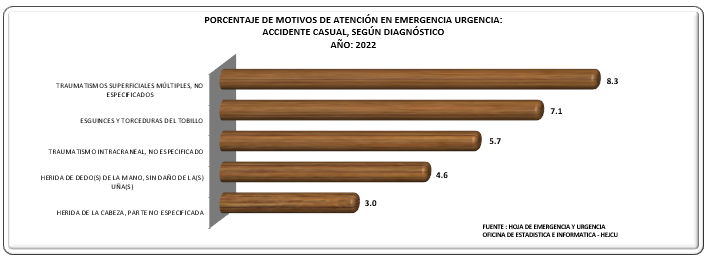 PORCENTAJE DE MOTIVOS DE ATENCIÓN EN EMERGENCIA URGENCIA:
ACCIDENTE CASUAL, SEGÚN DIAGNÓSTICO
AÑO: 2022
TRAUMATISMOS SUPERFICIALES MÚLTIPLES, NO
ESPECIFICADOS
8.3
ESGUINCES Y TORCEDURAS DEL TOBILLO
7.1
TRAUMATISMO INTRACRANEAL, NO ESPECIFICADO
5.7
HERIDA DE DEDO(S) DE LA MANO, SIN DAÑO DE LA(S)
UÑA(S)
4.6
HERIDA DE LA CABEZA, PARTE NO ESPECIFICADA
3.0
FUENTE : HOJA DE EMERGENCIA Y URGENCIA
OFICINA DE ESTADISTICA E INFORMATICA - HEJCU